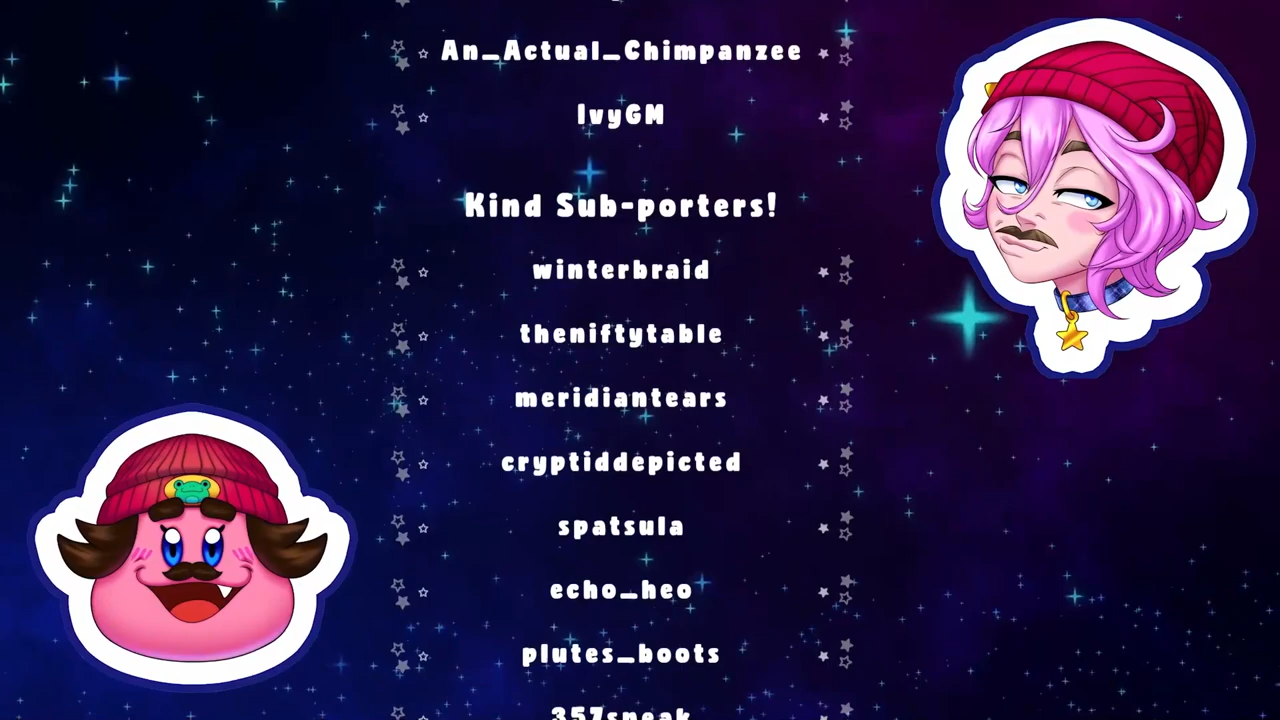 An_Actual_Chimpanzee
IvyGM
Kind Sub-porters!
winterbraid
theniftytable
meridiantears
cryptiddepicted
spatsula
echo_heo
plutes_boots